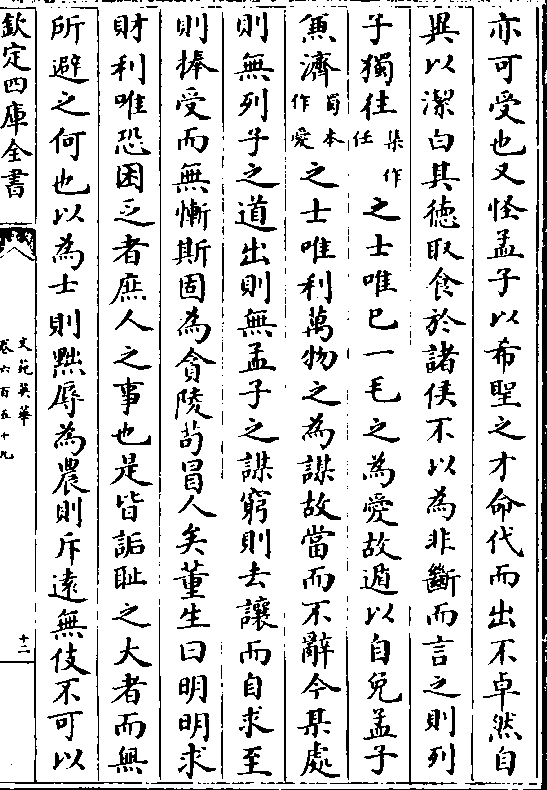 亦可受也又怪孟子以希聖之才命代而出不卓然自
異以潔白其德取食於諸侯不以為非斷而言之則列
子獨徃集作任之士唯已一毛之為愛故遁以自免孟子
兼濟蜀本作愛之士唯利萬物之為謀故當而不辭今某處
則無列子之道出則無孟子之謀窮則去讓而自求至
則捧受而無慚斯固為貪陵苟冒人矣董生曰明明求
財利唯恐困乏者庶人之事也是皆詬耻之大者而無
所避之何也以為士則黜辱為農則斥遠無伎不可以
欽定四庫全書
文苑英華
卷六百五十九
十二